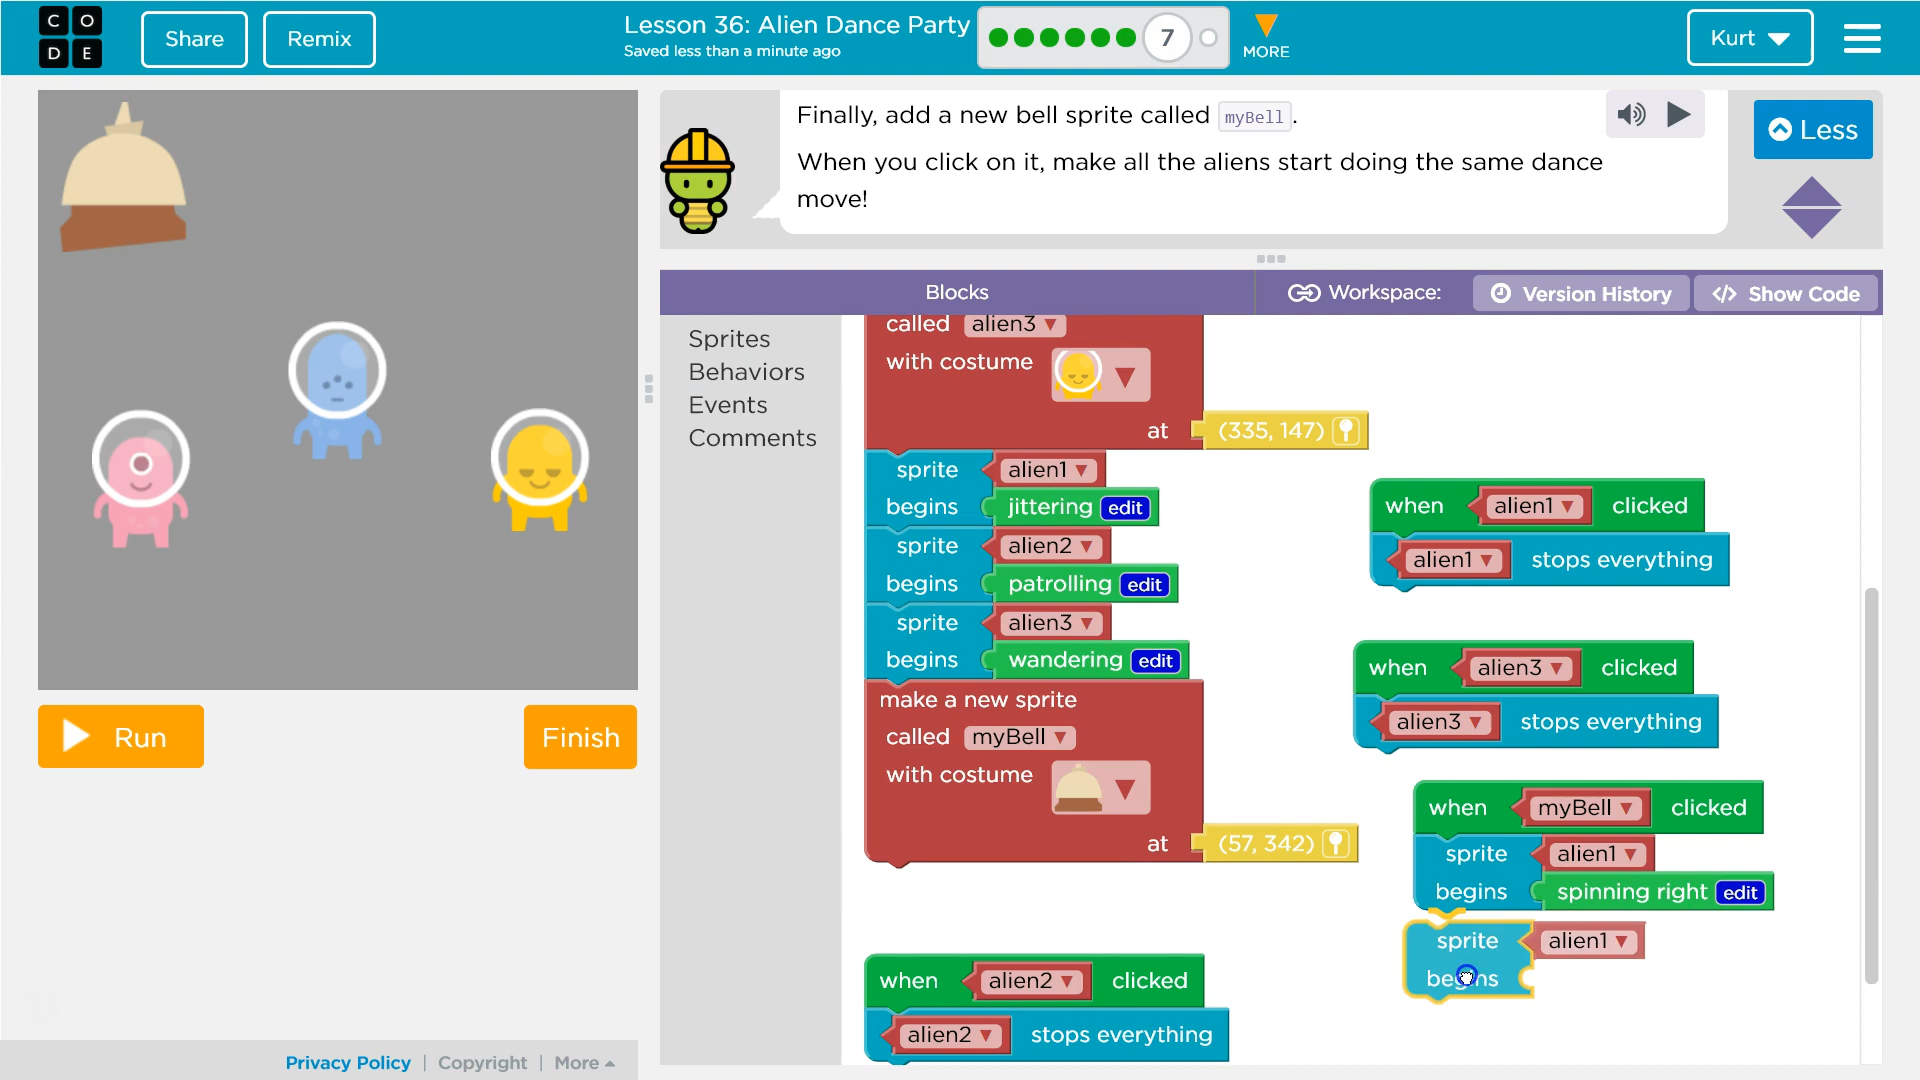 C O
D E
Share
Remix
Lesson 36: Alien Dance Party
Saved less than a minute ago
7
MORE
Kurt
Finally, add a new bell sprite called myBell.
When you click on it, make all the aliens start doing the same dance
move!
Less
Blocks
Workspace:
Version History
</> Show Code
Sprites
Behaviors
Events
Comments
called alien3
with costume
at (335, 147)
sprite alien1
begins jittering edit
sprite alien2
begins patrolling edit
sprite alien3
begins wandering edit
make a new sprite
called myBell
with costume
at (57, 342)
when alien1 clicked
alien1 stops everything
when alien3 clicked
alien3 stops everything
when myBell clicked
sprite alien1
begins spinning right edit
sprite alien1
begins
when alien2 clicked
alien2 stops everything
Run
Finish
Privacy Policy | Copyright | More